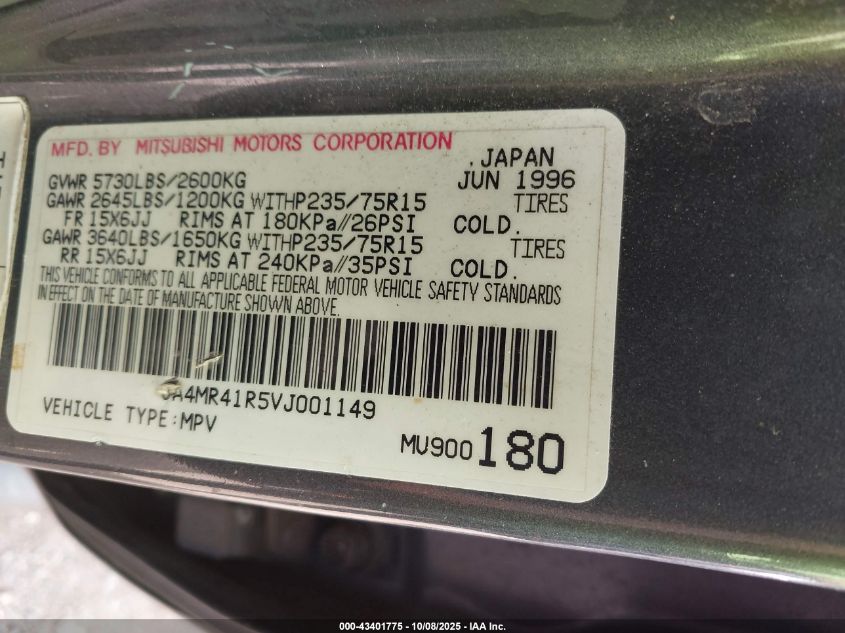 MFD. BY MITSUBISHI MOTORS CORPORATION
. JAPAN
GVWR 5730LBS/2600KG JUN 1996
GAWR 2645LBS/1200KG WITHP235/75R15 TIRES
FR 15X6JJ RIMS AT 180KPa//26PSI COLD.
GAWR 3640LBS/1650KG WITHP235/75R15 TIRES
RR 15X6JJ RIMS AT 240KPa//35PSI COLD.
THIS VEHICLE CONFORMS TO ALL APPLICABLE FEDERAL MOTOR VEHICLE SAFETY STANDARDS
IN EFFECT ON THE DATE OF MANUFACTURE SHOWN ABOVE.
JA4MR41R5VJ001149
VEHICLE TYPE:MPV
MV900 180
000-43401775 - 10/08/2025 - IAA Inc.